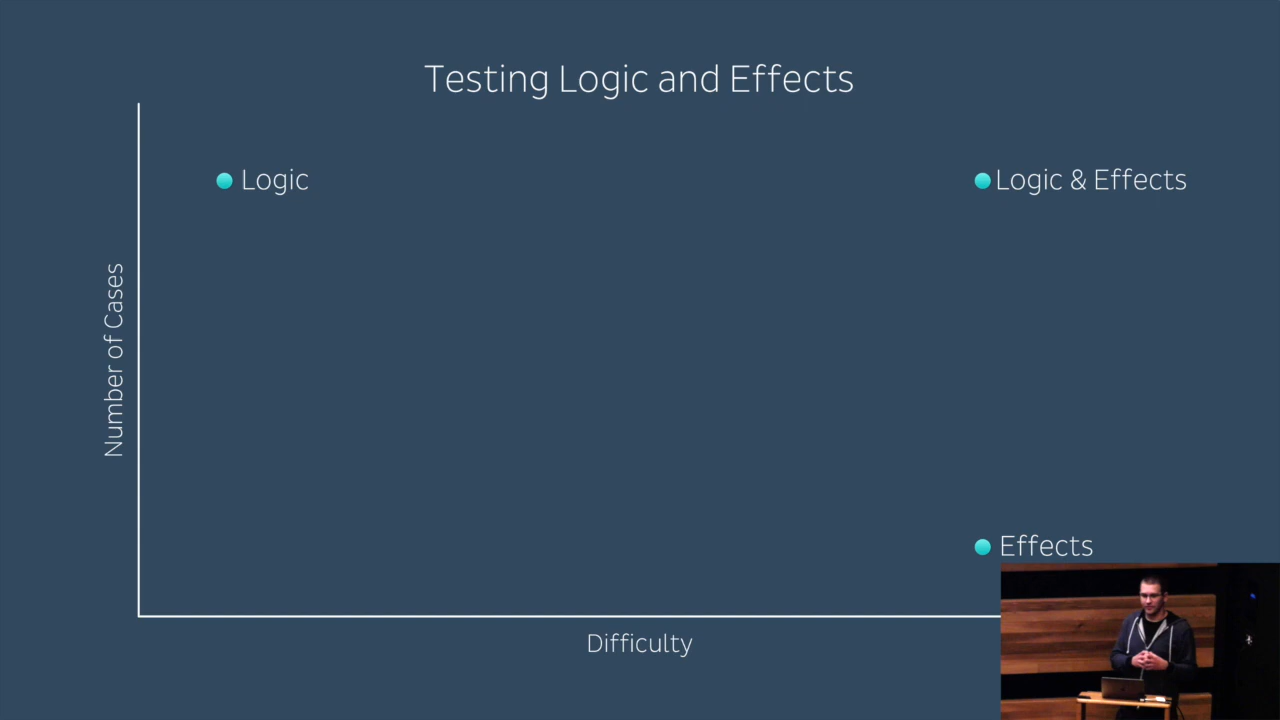 Testing Logic and Effects
Logic
Logic & Effects
Number of Cases
Effects
Difficulty